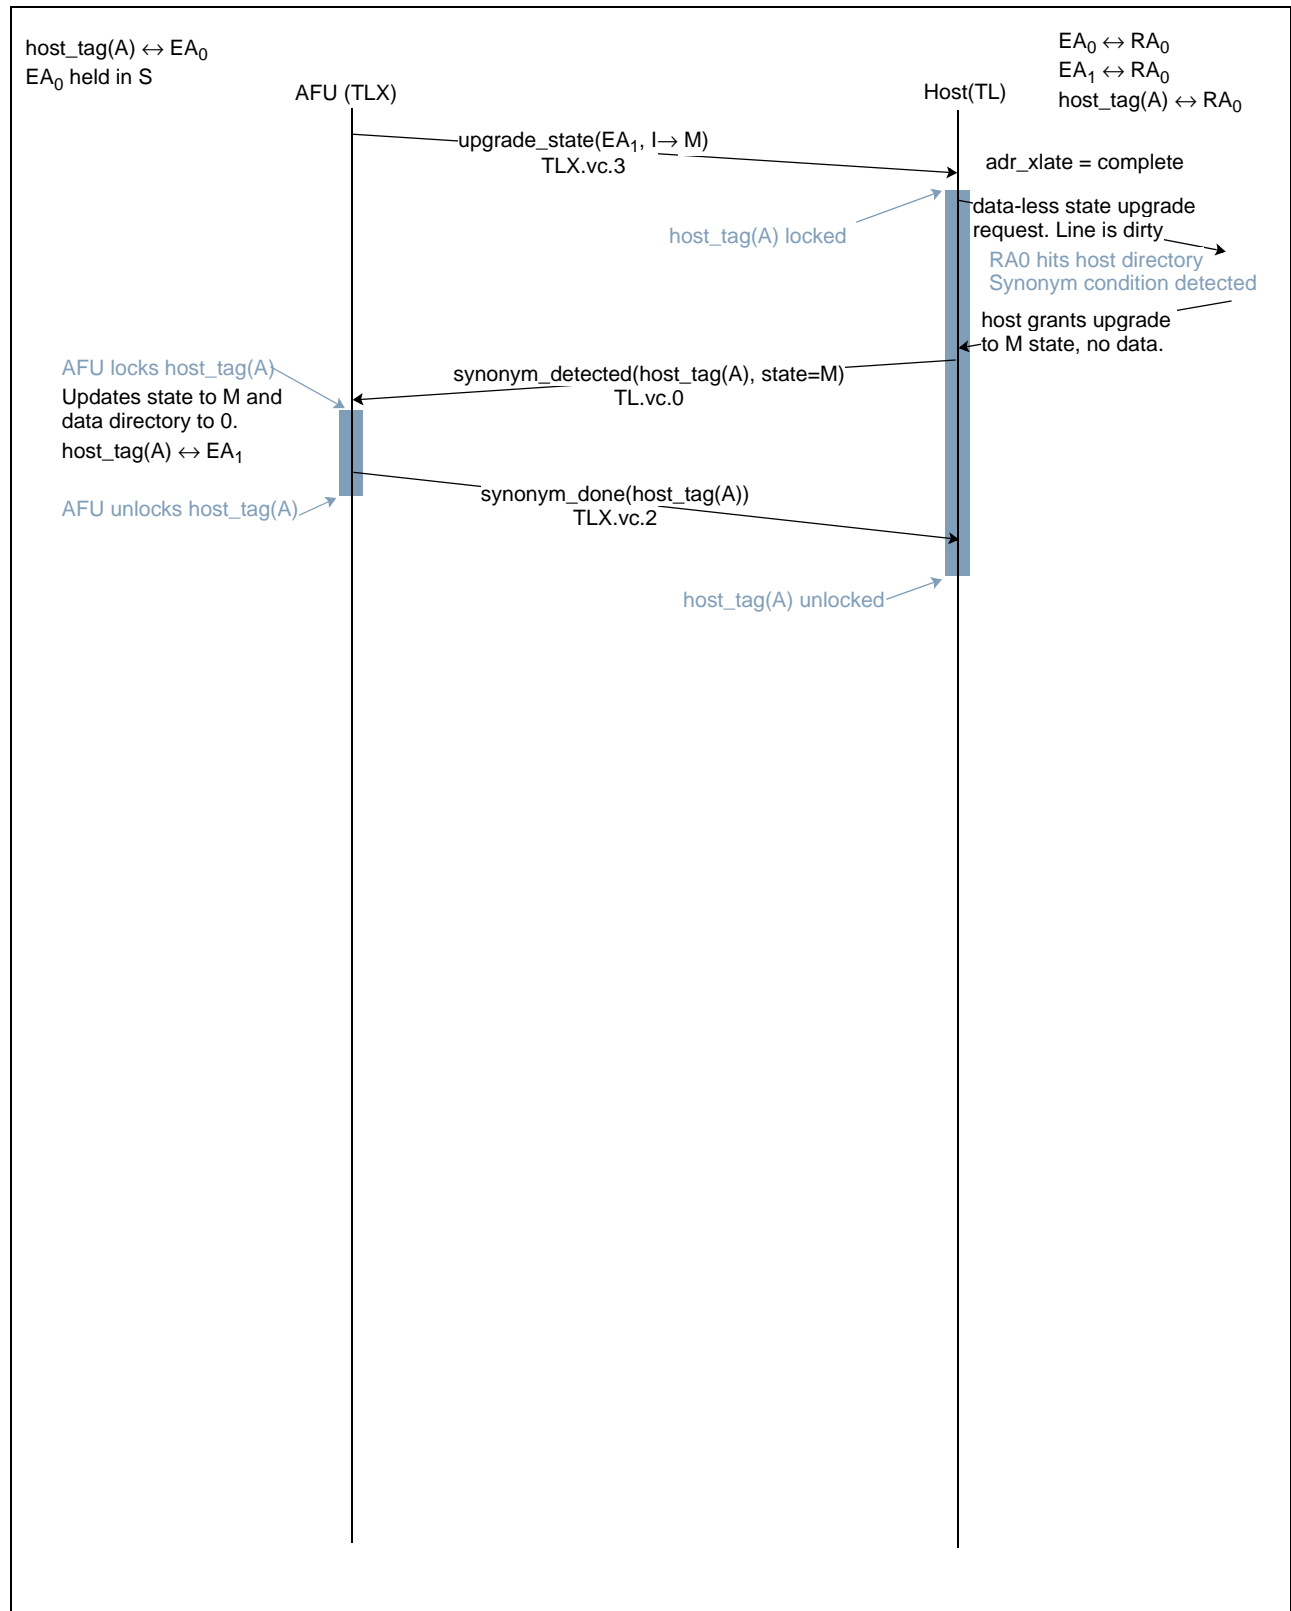 host_tag(A) ↔ EA0
EA0 held in S
EA0 ↔ RA0
EA1 ↔ RA0
host_tag(A) ↔ RA0
AFU (TLX)
Host(TL)
upgrade_state(EA1, I→ M)
TLX.vc.3
adr_xlate = complete
host_tag(A) locked
data-less state upgrade
request. Line is dirty
RA0 hits host directory
Synonym condition detected
host grants upgrade
to M state, no data.
synonym_detected(host_tag(A), state=M)
TL.vc.0
AFU locks host_tag(A)
Updates state to M and
data directory to 0.
host_tag(A) ↔ EA1
synonym_done(host_tag(A))
TLX.vc.2
AFU unlocks host_tag(A)
host_tag(A) unlocked